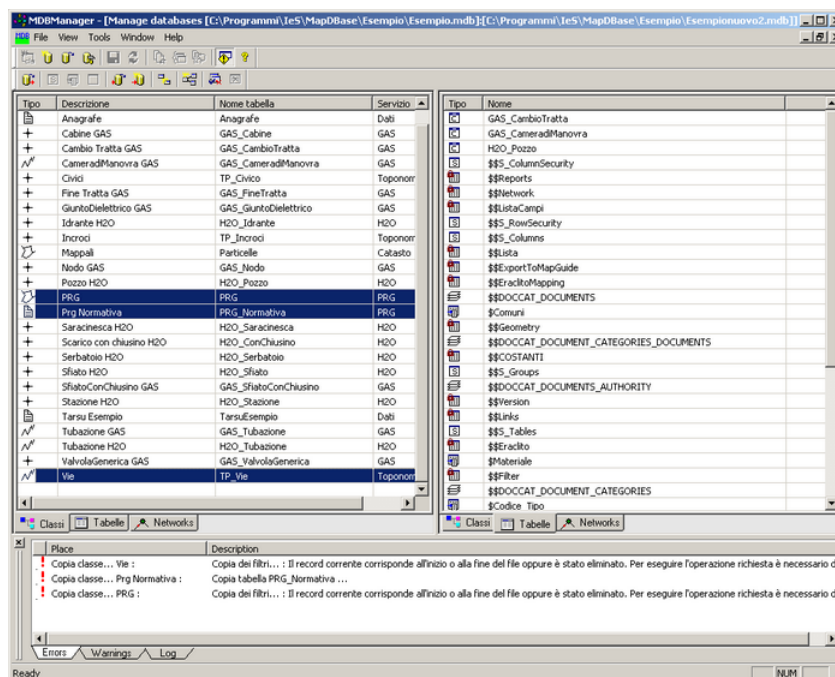 MDBManager - [Manage databases [C:\Programmi\IeS\MapDBase\Esempio\Esempio.mdb]:[C:\Programmi\IeS\MapDBase\Esempio\Esempionuovo2.mdb]]
File View Tools Window Help
Tipo Descrizione Nome tabella Servizio
Anagrafe Anagrafe Dati
Cabine GAS GAS_Cabine GAS
Cambio Tratta GAS GAS_CambioTratta GAS
CameradiManovra GAS GAS_CameradiManovra GAS
Civici TP_Civico Toponom
Fine Tratta GAS GAS_FineTratta GAS
GiuntoDielettrico GAS GAS_GiuntoDielettrico GAS
Idrante H2O H2O_Idrante H2O
Incroci TP_Incroci Toponom
Mappali Particelle Catasto
Nodo GAS GAS_Nodo GAS
Pozzo H2O H2O_Pozzo H2O
PRG PRG PRG
Prg Normativa PRG_Normativa PRG
Saracinesca H2O H2O_Saracinesca H2O
Scarico con chiusino H2O H2O_ConChiusino H2O
Serbatoio H2O H2O_Serbatoio H2O
Sfiato H2O H2O_Sfiato H2O
SfiatoConChiusino GAS GAS_SfiatoConChiusino GAS
Stazione H2O H2O_Stazione H2O
Tarsu Esempio TarsuEsempio Dati
Tubazione GAS GAS_Tubazione GAS
Tubazione H2O H2O_Tubazione H2O
ValvolaGenerica GAS GAS_ValvolaGenerica GAS
Vie TP_Vie Toponom
Classi Tabelle Networks
Tipo Nome
GAS_CambioTratta
GAS_CameradiManovra
H2O_Pozzo
$$S_ColumnSecurity
$$Reports
$$Network
$$ListaCampi
$$S_RowSecurity
$$S_Columns
$$Lista
$$ExportToMapGuide
$$EraclitoMapping
$$DOCCAT_DOCUMENTS
$Comuni
$$Geometry
$$DOCCAT_DOCUMENT_CATEGORIES_DOCUMENTS
$$COSTANTI
$$S_Groups
$$DOCCAT_DOCUMENTS_AUTHORITY
$$Version
$$Links
$$S_Tables
$$Eraclito
$Materiale
$$Filter
$$DOCCAT_DOCUMENT_CATEGORIES
$Codice_Tipo
Classi Tabelle Networks
Place Description
Copia classe... Vie : Copia dei filtri... : Il record corrente corrisponde all'inizio o alla fine del file oppure è stato eliminato. Per eseguire l'operazione richiesta è necessario d
Copia classe... Prg Normativa : Copia tabella PRG_Normativa ...
Copia classe... PRG : Copia dei filtri... : Il record corrente corrisponde all'inizio o alla fine del file oppure è stato eliminato. Per eseguire l'operazione richiesta è necessario d
Errors Warnings Log
Ready NUM